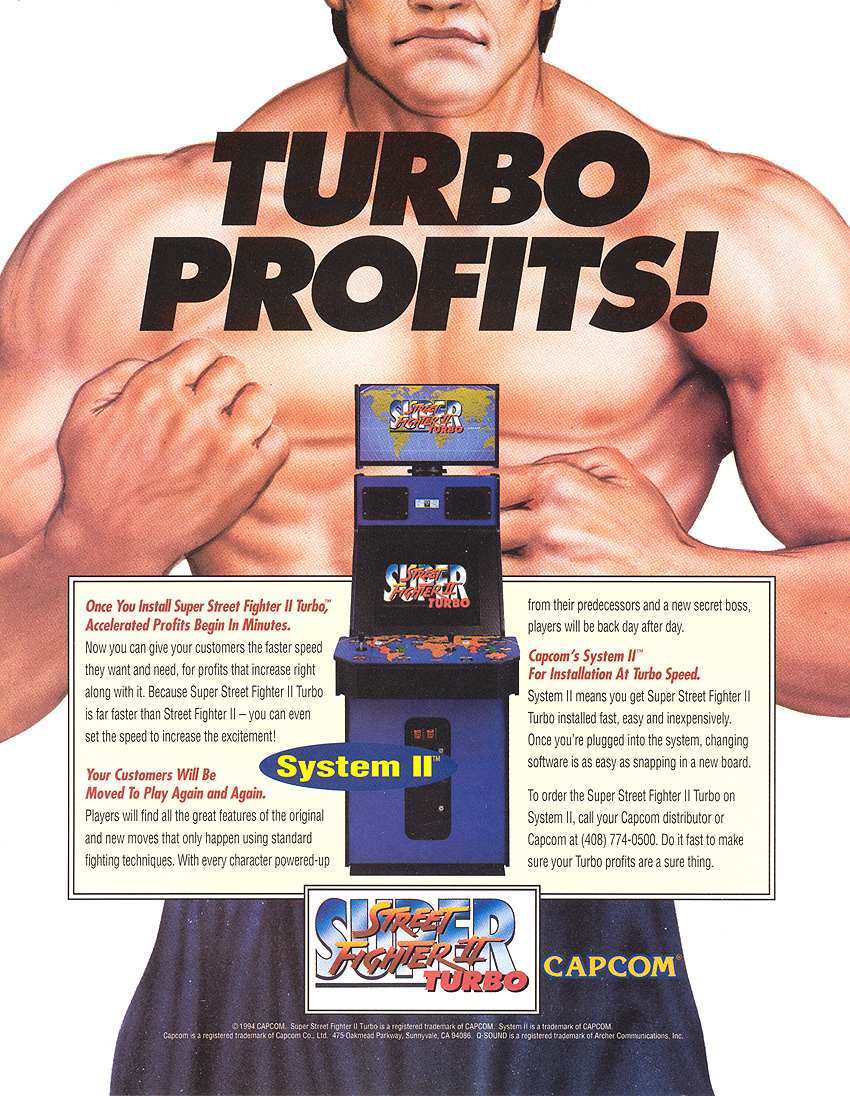 TURBO
PROFITS!
SUPER
STREET
FIGHTER II
TURBO
SUPER
STREET
FIGHTER II
TURBO
Once You Install Super Street Fighter II Turbo,™
Accelerated Profits Begin In Minutes.
Now you can give your customers the faster speed
they want and need, for profits that increase right
along with it. Because Super Street Fighter II Turbo
is far faster than Street Fighter II – you can even
set the speed to increase the excitement!
Your Customers Will Be
Moved To Play Again and Again.
Players will find all the great features of the original
and new moves that only happen using standard
fighting techniques. With every character powered-up
System II™
from their predecessors and a new secret boss,
players will be back day after day.
Capcom's System II™
For Installation At Turbo Speed.
System II means you get Super Street Fighter II
Turbo installed fast, easy and inexpensively.
Once you're plugged into the system, changing
software is as easy as snapping in a new board.
To order the Super Street Fighter II Turbo on
System II, call your Capcom distributor or
Capcom at (408) 774-0500. Do it fast to make
sure your Turbo profits are a sure thing.
SUPER
STREET
FIGHTER II
TURBO
CAPCOM®
© 1994 CAPCOM. Super Street Fighter II Turbo is a registered trademark of CAPCOM. System II is a trademark of CAPCOM.
Capcom is a registered trademark of Capcom Co., Ltd. 475 Oakmead Parkway, Sunnyvale, CA 94086. Q-SOUND is a registered trademark of Archer Communications, Inc.